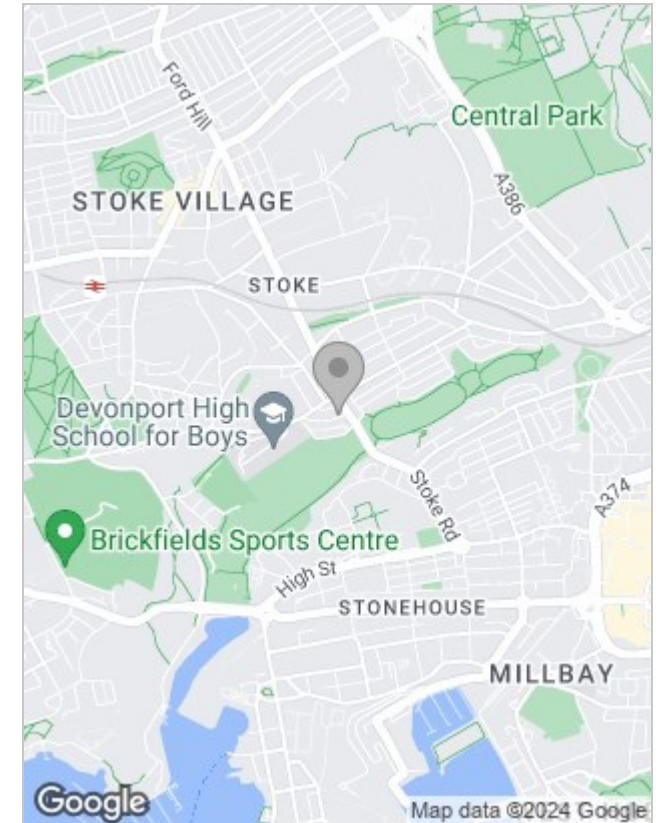 Ford Hill
Central Park
A386
STOKE VILLAGE
STOKE
Devonport High
School for Boys
Stoke Rd
A374
Brickfields Sports Centre
High St
STONEHOUSE
MILLBAY
Google
Map data ©2024 Google